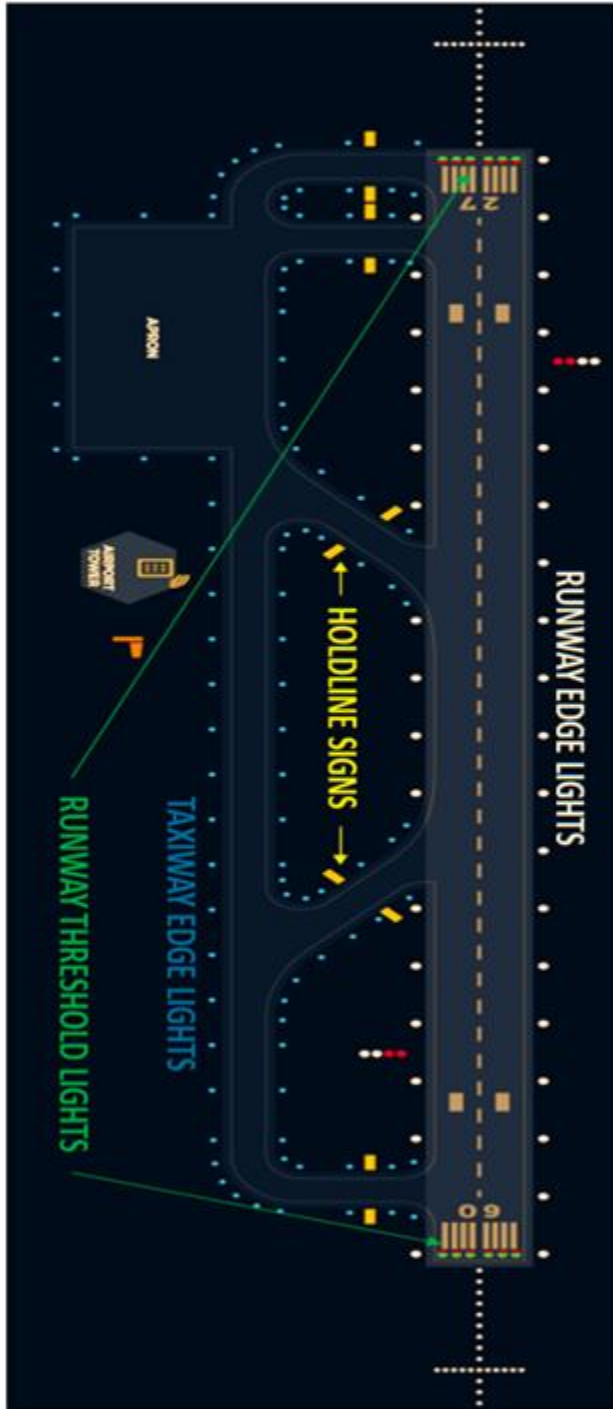 RUNWAY EDGE LIGHTS
27
09
← HOLDLINE SIGNS →
TAXIWAY EDGE LIGHTS
APRON
AIRPORT
TOWER
RUNWAY THRESHOLD LIGHTS